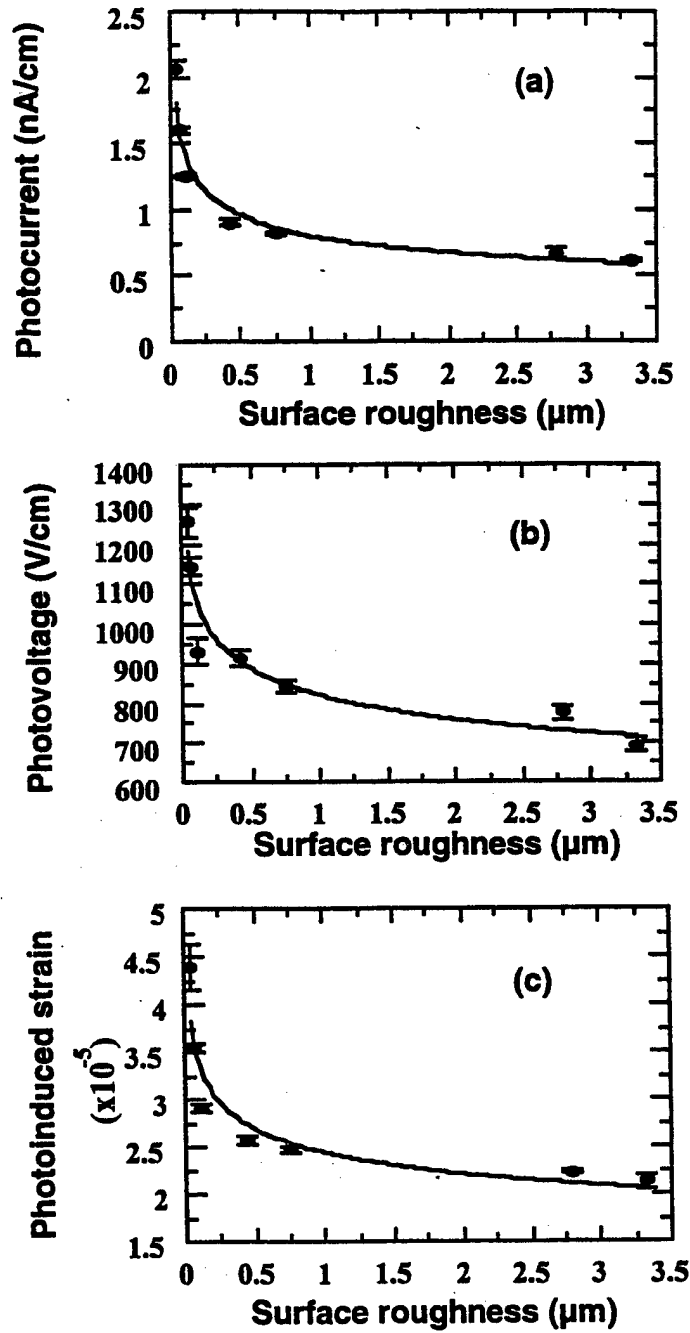 Photocurrent (nA/cm)
2.5
2
1.5
1
0.5
0
(a)
0 0.5 1 1.5 2 2.5 3 3.5
Surface roughness (µm)
Photovoltage (V/cm)
1400
1300
1200
1100
1000
900
800
700
600
(b)
0 0.5 1 1.5 2 2.5 3 3.5
Surface roughness (µm)
Photoinduced strain
(x10⁻⁵)
5
4.5
4
3.5
3
2.5
2
1.5
(c)
0 0.5 1 1.5 2 2.5 3 3.5
Surface roughness (µm)